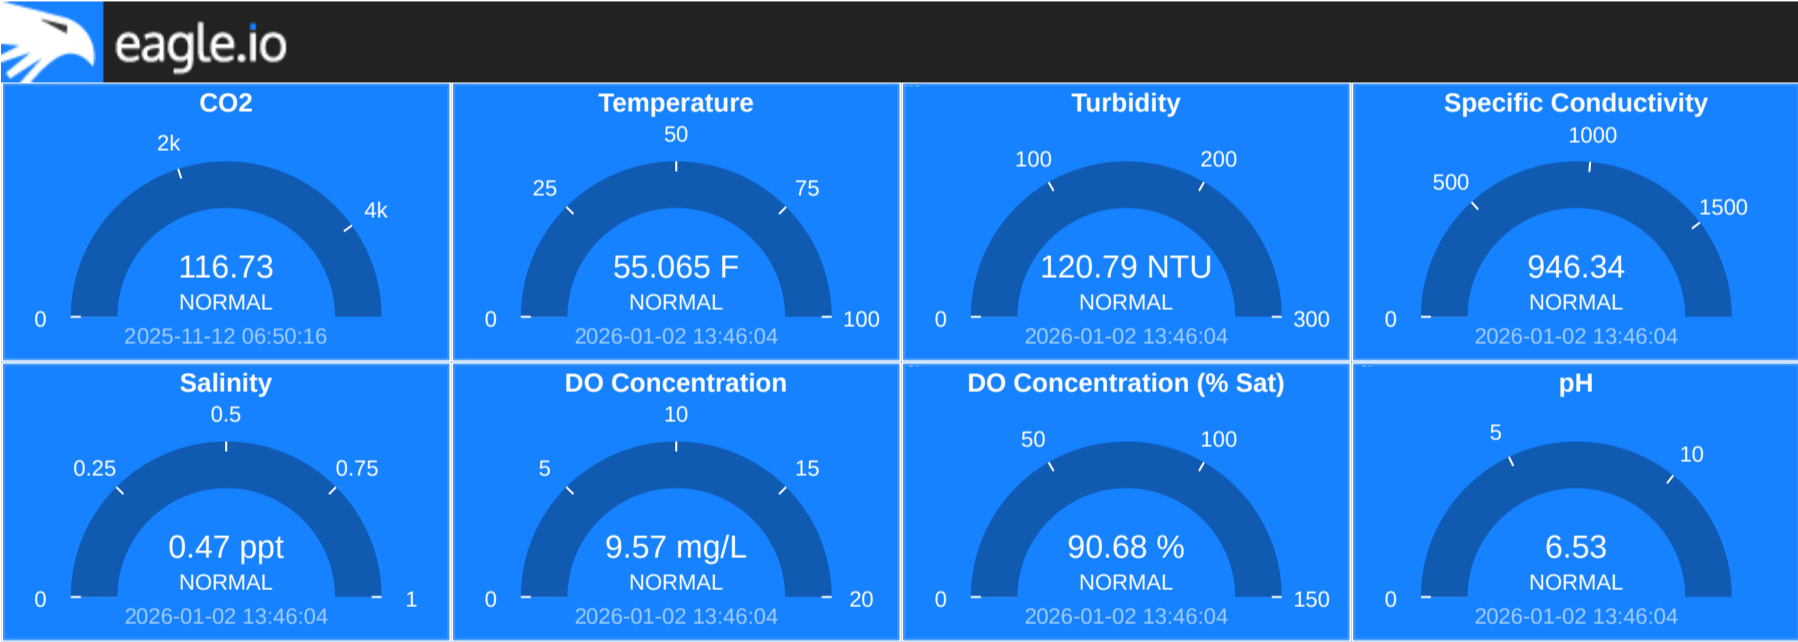 eagle.io
CO2
2k
4k
0
116.73
NORMAL
2025-11-12 06:50:16
Temperature
50
25
75
0
100
55.065 F
NORMAL
2026-01-02 13:46:04
Turbidity
100
200
0
300
120.79 NTU
NORMAL
2026-01-02 13:46:04
Specific Conductivity
1000
500
1500
0
946.34
NORMAL
2026-01-02 13:46:04
Salinity
0.5
0.25
0.75
0
1
0.47 ppt
NORMAL
2026-01-02 13:46:04
DO Concentration
10
5
15
0
20
9.57 mg/L
NORMAL
2026-01-02 13:46:04
DO Concentration (% Sat)
50
100
0
150
90.68 %
NORMAL
2026-01-02 13:46:04
pH
5
10
0
6.53
NORMAL
2026-01-02 13:46:04